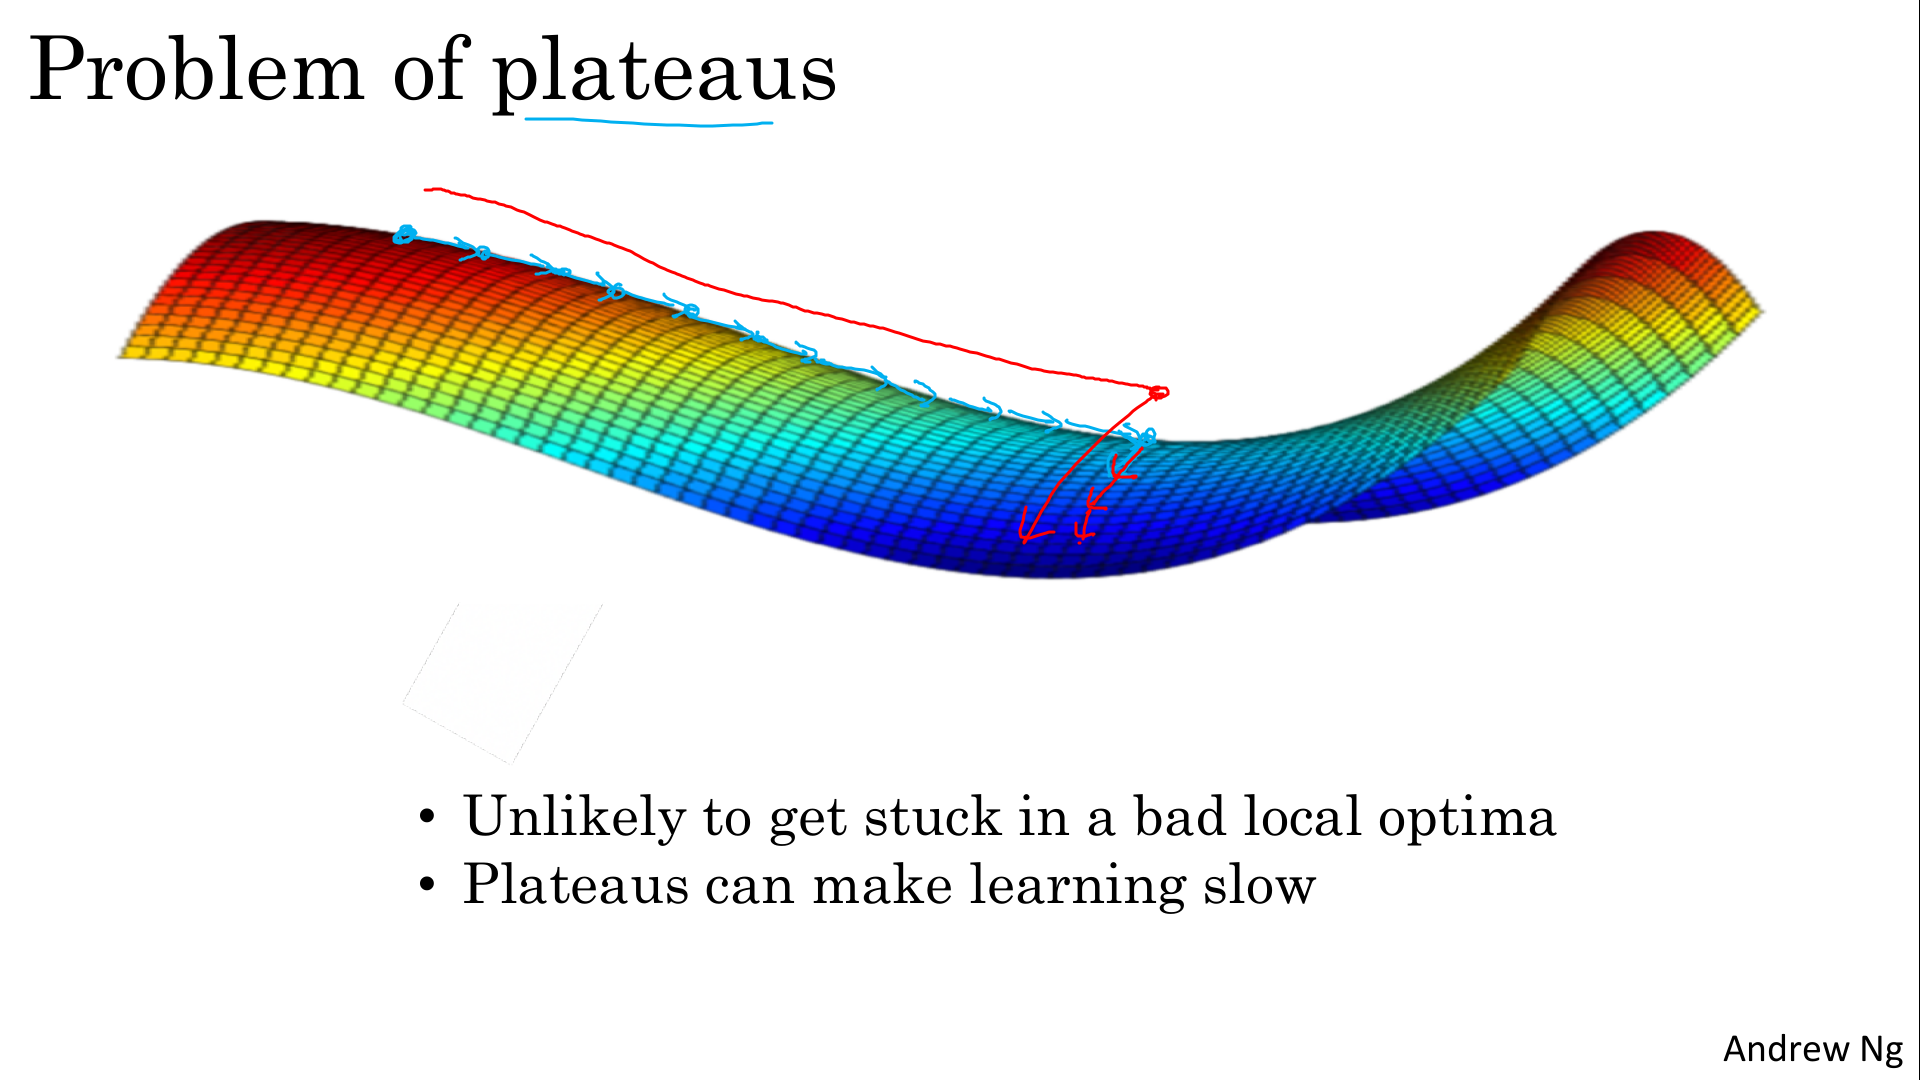 Problem of plateaus
• Unlikely to get stuck in a bad local optima
• Plateaus can make learning slow
Andrew Ng